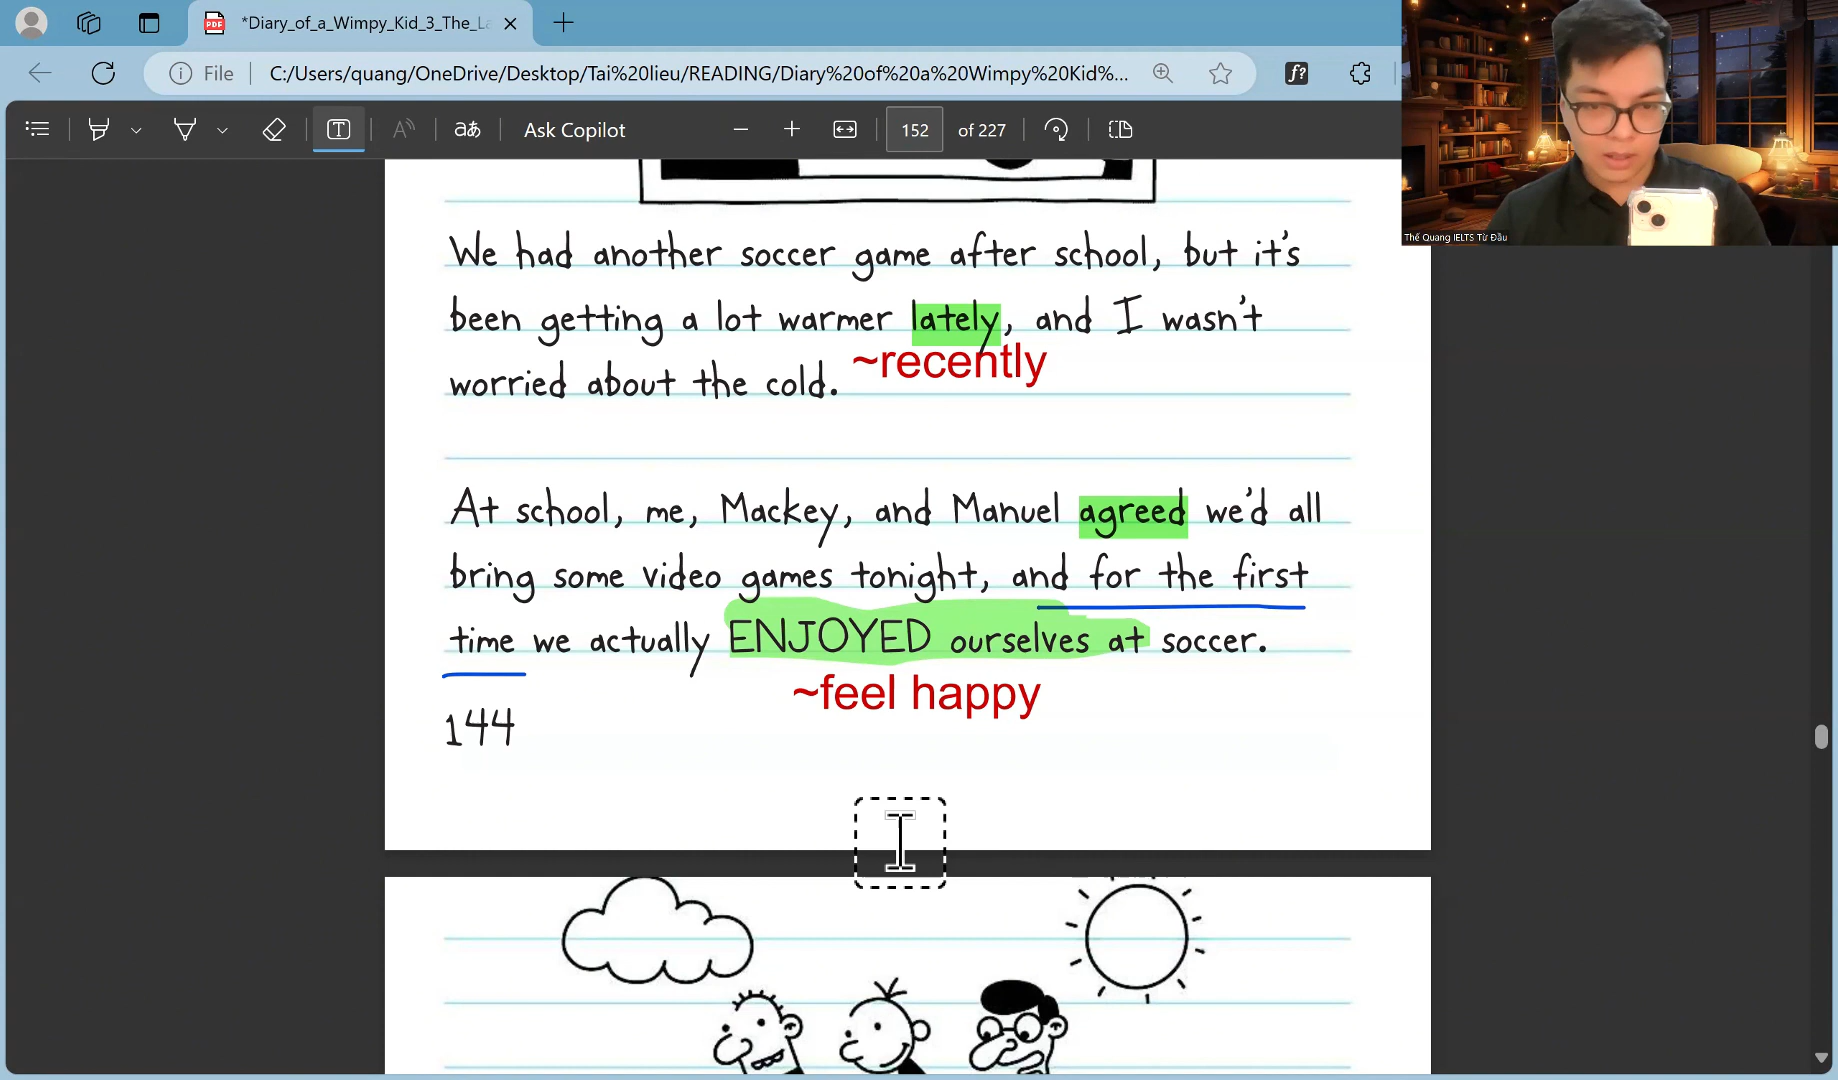 *Diary_of_a_Wimpy_Kid_3_The_La
File
C:/Users/quang/OneDrive/Desktop/Tai%20lieu/READING/Diary%20of%20a%20Wimpy%20Kid%...
Ask Copilot
152 of 227
Thế Quang IELTS Từ Đầu
We had another soccer game after school, but it's
been getting a lot warmer lately, and I wasn't
~recently
worried about the cold.
At school, me, Mackey, and Manuel agreed we'd all
bring some video games tonight, and for the first
time we actually ENJOYED ourselves at soccer.
~feel happy
144